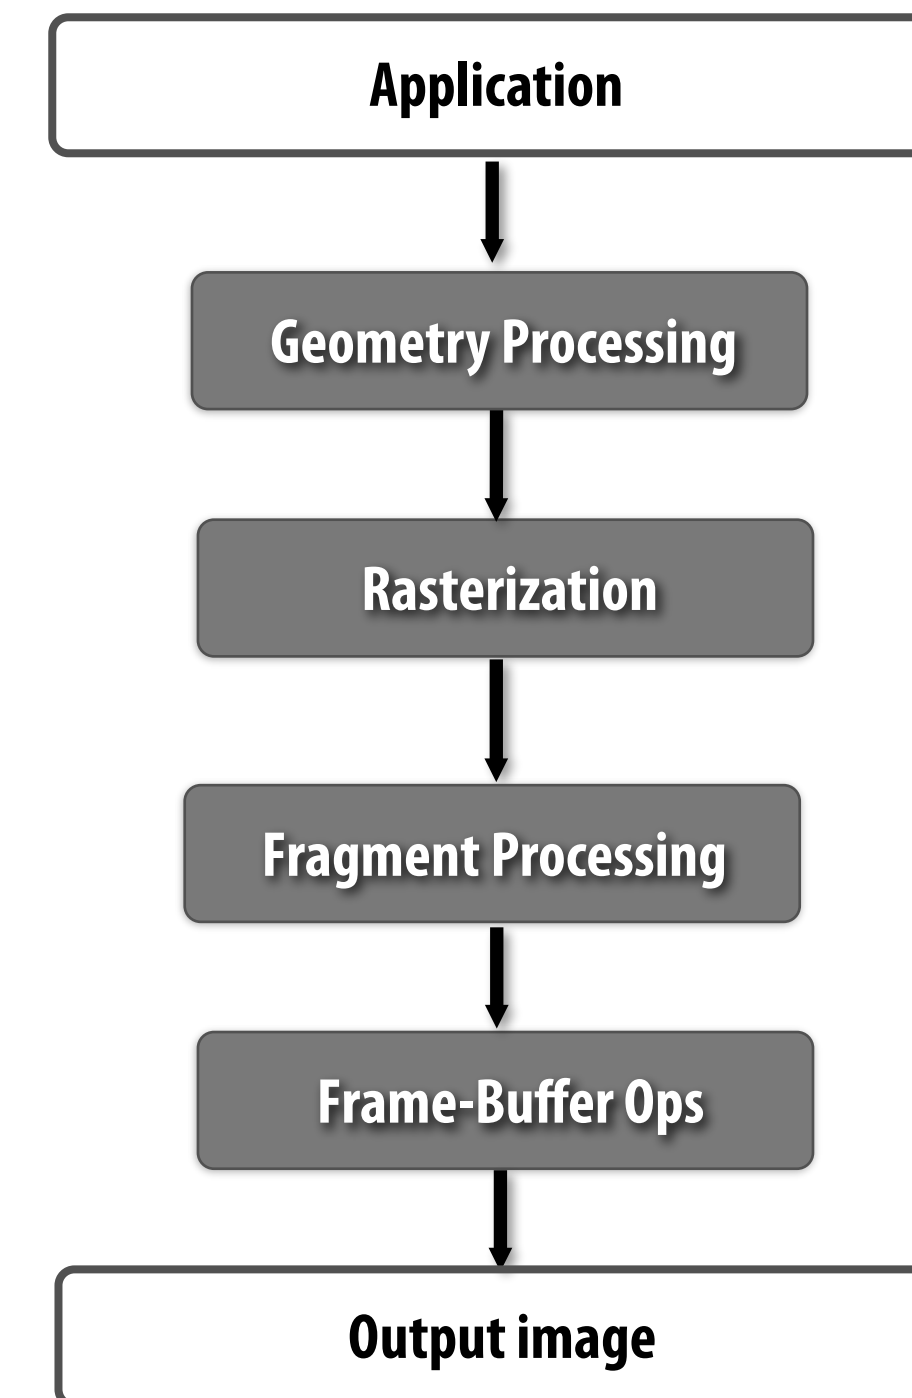 Application
Geometry Processing
Rasterization
Fragment Processing
Frame-Buffer Ops
Output image